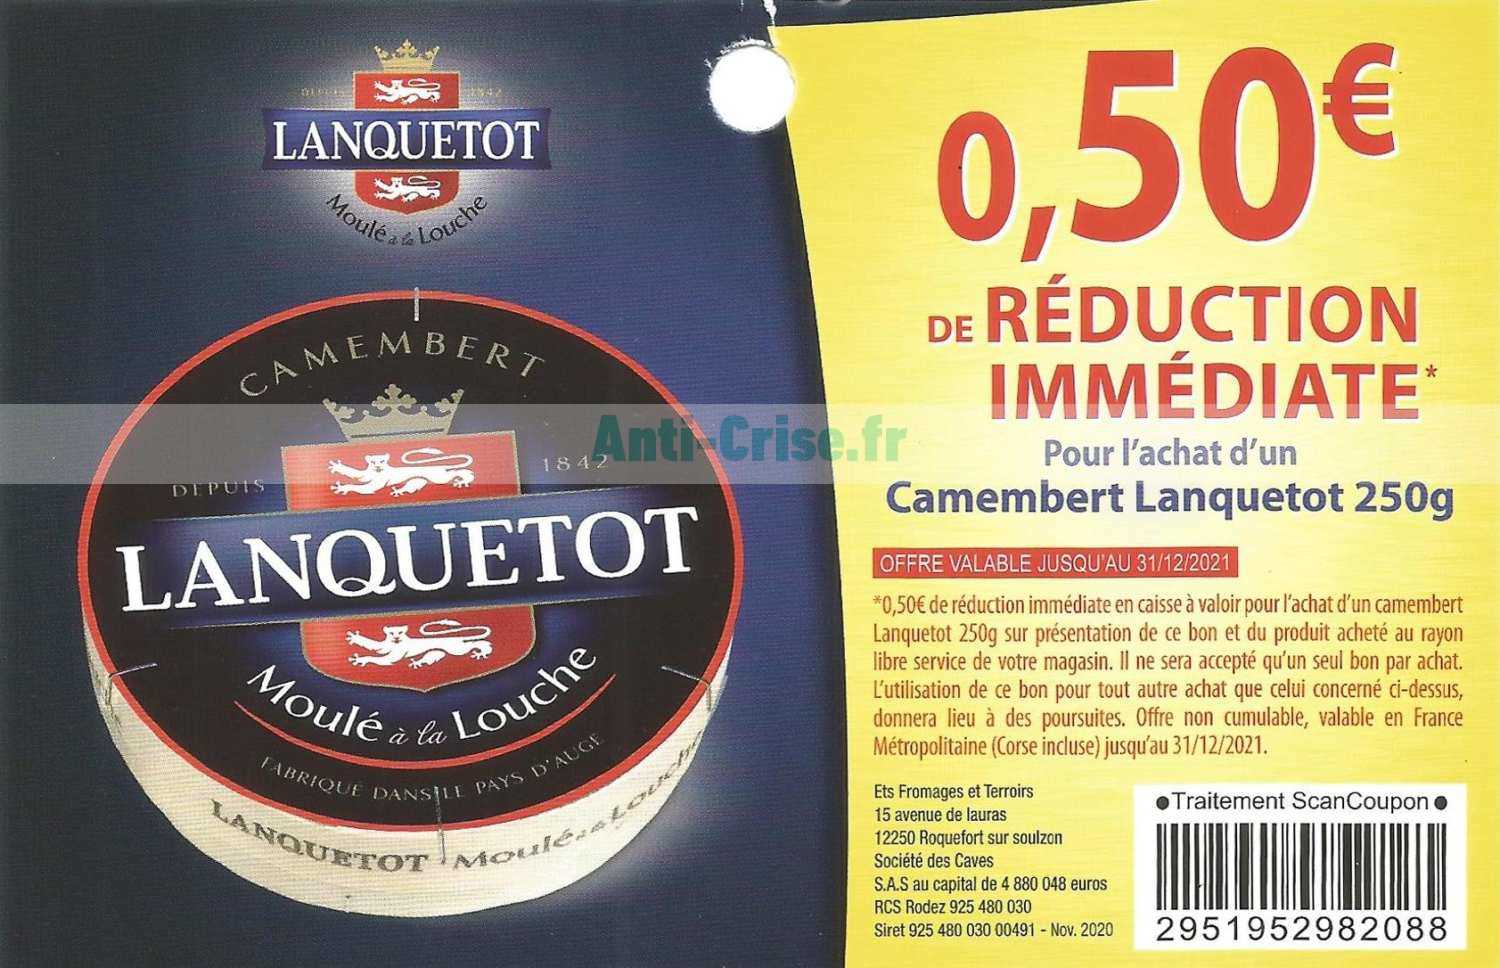 DEPUIS 1842
LANQUETOT
Moulé à la Louche
CAMEMBERT
DEPUIS 1842
LANQUETOT
Moulé à la Louche
FABRIQUÉ DANS LE PAYS D'AUGE
LANQUETOT Moulé à la Louche
Anti-Crise.fr
0,50€
DE RÉDUCTION
IMMÉDIATE*
Pour l'achat d'un
Camembert Lanquetot 250g
OFFRE VALABLE JUSQU'AU 31/12/2021
*0,50€ de réduction immédiate en caisse à valoir pour l'achat d'un camembert
Lanquetot 250g sur présentation de ce bon et du produit acheté au rayon
libre service de votre magasin. Il ne sera accepté qu'un seul bon par achat.
L'utilisation de ce bon pour tout autre achat que celui concerné ci-dessus,
donnera lieu à des poursuites. Offre non cumulable, valable en France
Métropolitaine (Corse incluse) jusqu'au 31/12/2021.
Ets Fromages et Terroirs
15 avenue de lauras
12250 Roquefort sur soulzon
Société des Caves
S.A.S au capital de 4 880 048 euros
RCS Rodez 925 480 030
Siret 925 480 030 00491 - Nov. 2020
●Traitement ScanCoupon●
2951952982088